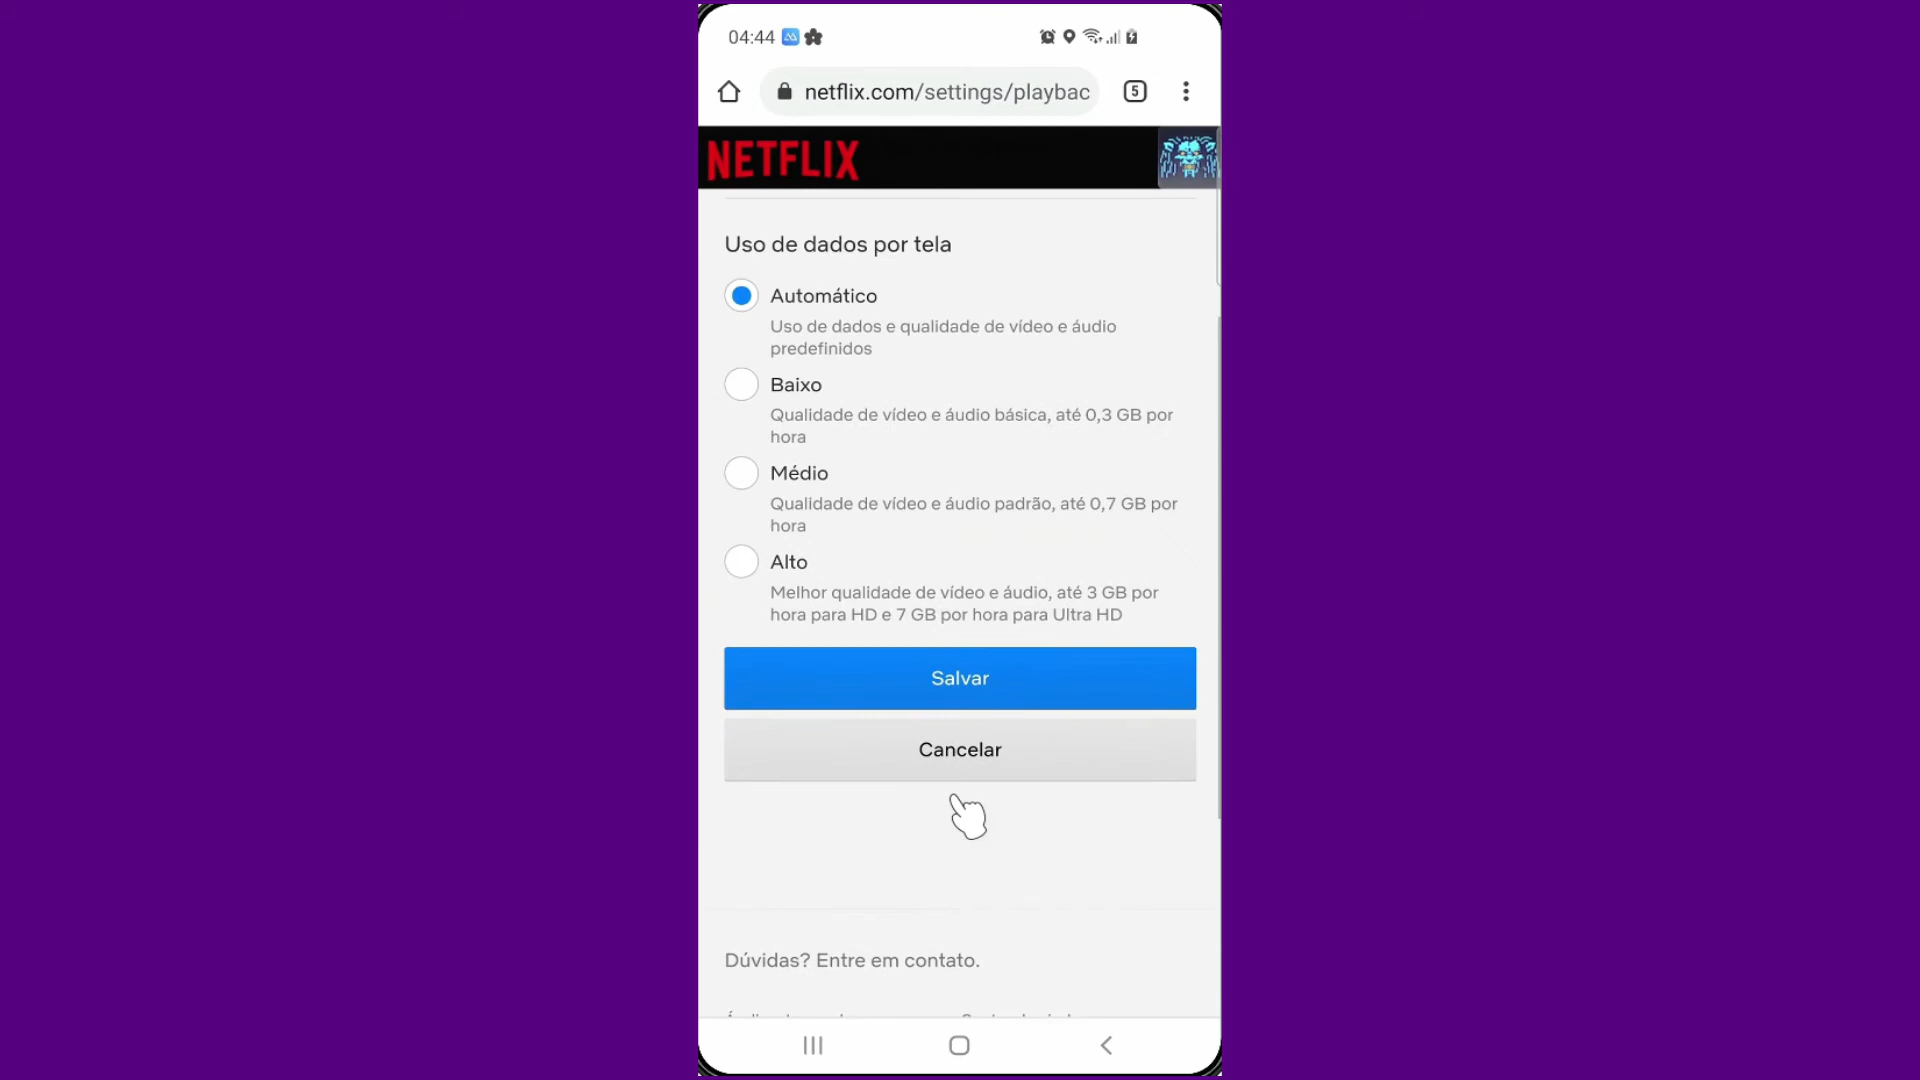 04:44
netflix.com/settings/playbac
5
NETFLIX
Uso de dados por tela
Automático
Uso de dados e qualidade de vídeo e áudio
predefinidos
Baixo
Qualidade de vídeo e áudio básica, até 0,3 GB por
hora
Médio
Qualidade de vídeo e áudio padrão, até 0,7 GB por
hora
Alto
Melhor qualidade de vídeo e áudio, até 3 GB por
hora para HD e 7 GB por hora para Ultra HD
Salvar
Cancelar
Dúvidas? Entre em contato.